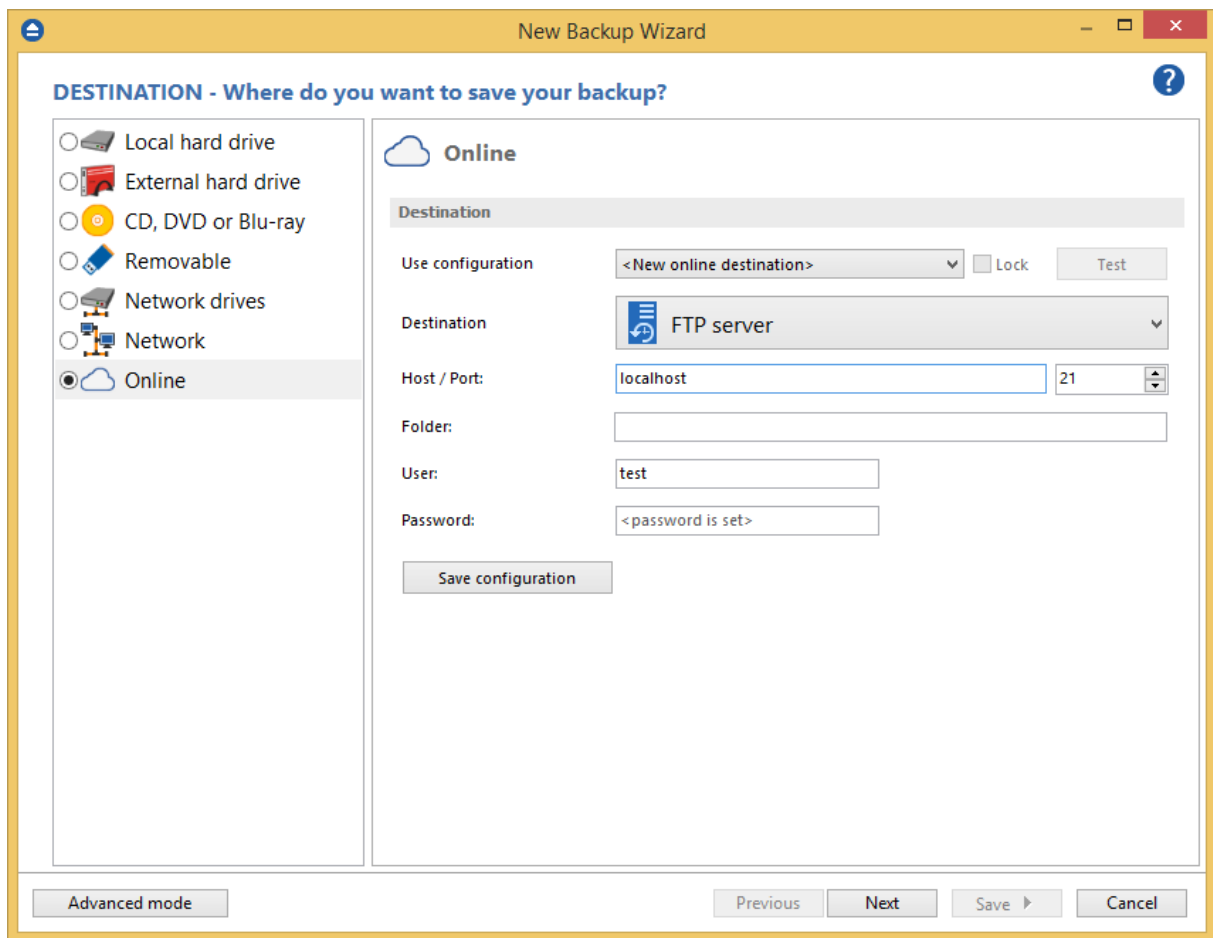 New Backup Wizard
DESTINATION - Where do you want to save your backup?
?
Local hard drive
External hard drive
CD, DVD or Blu-ray
Removable
Network drives
Network
Online
Online
Destination
Use configuration <New online destination> Lock Test
Destination FTP server
Host / Port: localhost 21
Folder:
User: test
Password: <password is set>
Save configuration
Advanced mode Previous Next Save Cancel